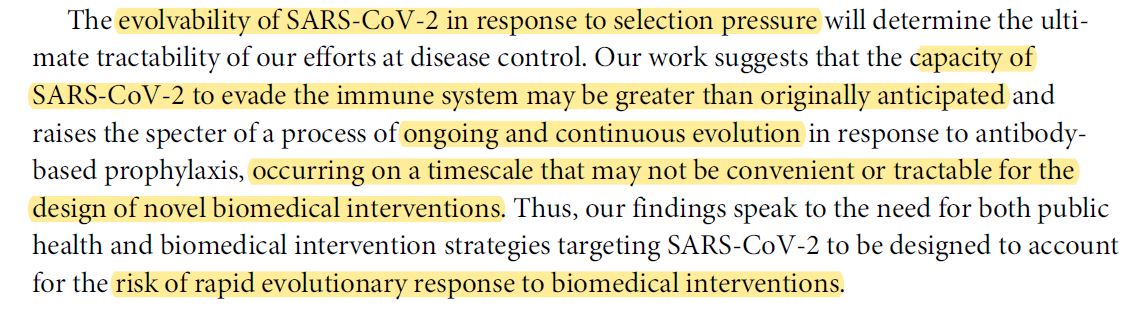 The evolvability of SARS-CoV-2 in response to selection pressure will determine the ulti-
mate tractability of our efforts at disease control. Our work suggests that the capacity of
SARS-CoV-2 to evade the immune system may be greater than originally anticipated and
raises the specter of a process of ongoing and continuous evolution in response to antibody-
based prophylaxis, occurring on a timescale that may not be convenient or tractable for the
design of novel biomedical interventions. Thus, our findings speak to the need for both public
health and biomedical intervention strategies targeting SARS-CoV-2 to be designed to account
for the risk of rapid evolutionary response to biomedical interventions.